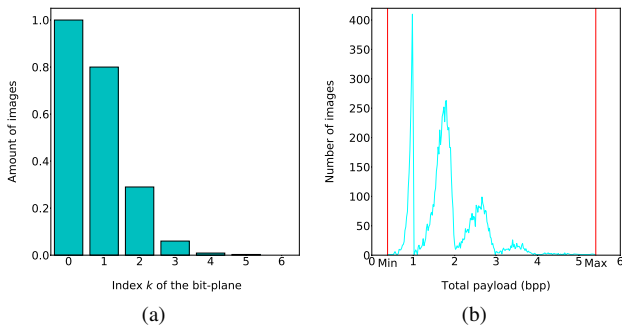 1.0
0.8
0.6
0.4
0.2
0.0
Amount of images
0 1 2 3 4 5 6
Index k of the bit-plane
(a)
400
350
300
250
200
150
100
50
0
Number of images
0 Min 1 2 3 4 5 Max 6
Total payload (bpp)
(b)